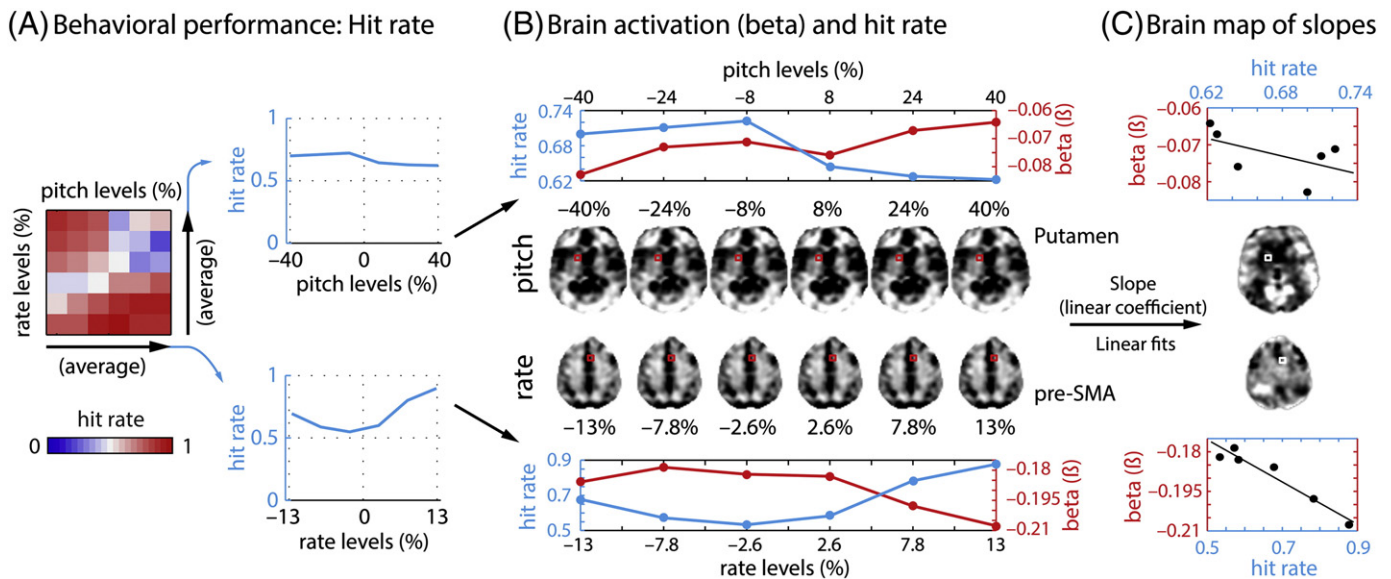 (A) Behavioral performance: Hit rate
1
hit rate
0.5
0
−40 0 40
pitch levels (%)
pitch levels (%)
rate levels (%)
(average)
(average)
hit rate
0 1
1
hit rate
0.5
0
−13 0 13
rate levels (%)
(B) Brain activation (beta) and hit rate
pitch levels (%)
−40 −24 −8 8 24 40
0.74
0.68
0.62
hit rate
−0.06
−0.07
−0.08
beta (ß)
−40% −24% −8% 8% 24% 40%
pitch
Putamen
rate
pre-SMA
−13% −7.8% −2.6% 2.6% 7.8% 13%
0.9
0.7
0.5
hit rate
−0.18
−0.195
−0.21
beta (ß)
−13 −7.8 −2.6 2.6 7.8 13
rate levels (%)
Slope
(linear coefficient)
Linear fits
(C) Brain map of slopes
hit rate
0.62 0.68 0.74
−0.06
−0.07
−0.08
beta (ß)
−0.18
−0.195
−0.21
beta (ß)
0.5 0.7 0.9
hit rate